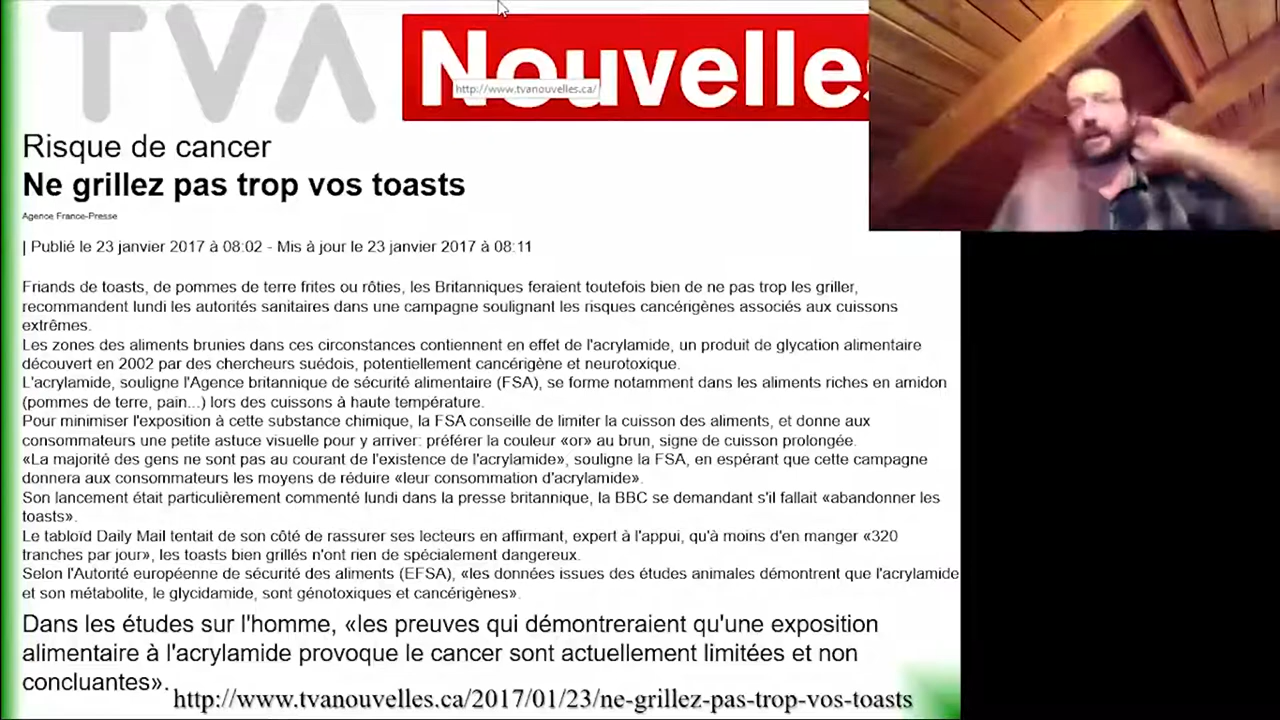 TVA Nouvelles
http://www.tvanouvelles.ca/
Risque de cancer
Ne grillez pas trop vos toasts
Agence France-Presse
| Publié le 23 janvier 2017 à 08:02 - Mis à jour le 23 janvier 2017 à 08:11
Friands de toasts, de pommes de terre frites ou rôties, les Britanniques feraient toutefois bien de ne pas trop les griller,
recommandent lundi les autorités sanitaires dans une campagne soulignant les risques cancérigènes associés aux cuissons
extrêmes.
Les zones des aliments brunies dans ces circonstances contiennent en effet de l'acrylamide, un produit de glycation alimentaire
découvert en 2002 par des chercheurs suédois, potentiellement cancérigène et neurotoxique.
L'acrylamide, souligne l'Agence britannique de sécurité alimentaire (FSA), se forme notamment dans les aliments riches en amidon
(pommes de terre, pain...) lors des cuissons à haute température.
Pour minimiser l'exposition à cette substance chimique, la FSA conseille de limiter la cuisson des aliments, et donne aux
consommateurs une petite astuce visuelle pour y arriver: préférer la couleur «or» au brun, signe de cuisson prolongée.
«La majorité des gens ne sont pas au courant de l'existence de l'acrylamide», souligne la FSA, en espérant que cette campagne
donnera aux consommateurs les moyens de réduire «leur consommation d'acrylamide».
Son lancement était particulièrement commenté lundi dans la presse britannique, la BBC se demandant s'il fallait «abandonner les
toasts».
Le tabloïd Daily Mail tentait de son côté de rassurer ses lecteurs en affirmant, expert à l'appui, qu'à moins d'en manger «320
tranches par jour», les toasts bien grillés n'ont rien de spécialement dangereux.
Selon l'Autorité européenne de sécurité des aliments (EFSA), «les données issues des études animales démontrent que l'acrylamide
et son métabolite, le glycidamide, sont génotoxiques et cancérigènes».
Dans les études sur l'homme, «les preuves qui démontreraient qu'une exposition
alimentaire à l'acrylamide provoque le cancer sont actuellement limitées et non
concluantes».
http://www.tvanouvelles.ca/2017/01/23/ne-grillez-pas-trop-vos-toasts